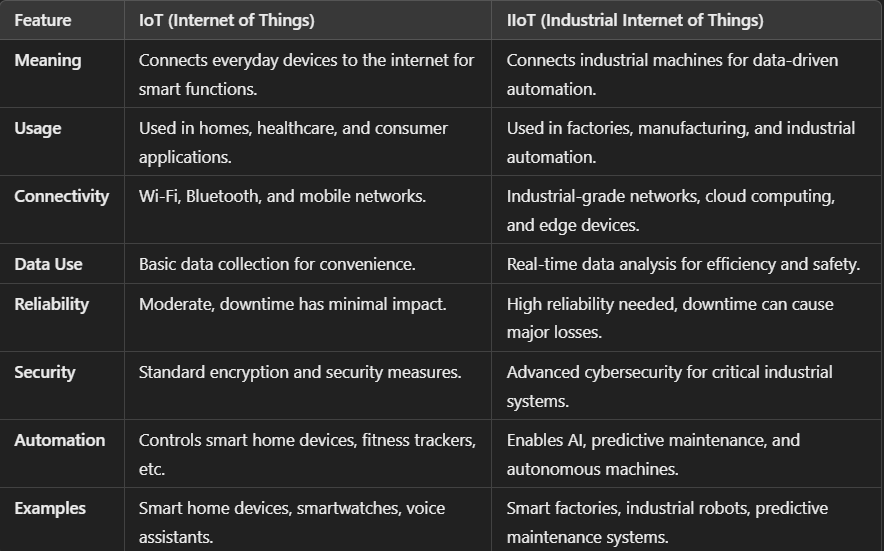 Feature IoT (Internet of Things) IIoT (Industrial Internet of Things)
Meaning Connects everyday devices to the internet for Connects industrial machines for data-driven
smart functions. automation.
Usage Used in homes, healthcare, and consumer Used in factories, manufacturing, and industrial
applications. automation.
Connectivity Wi-Fi, Bluetooth, and mobile networks. Industrial-grade networks, cloud computing,
and edge devices.
Data Use Basic data collection for convenience. Real-time data analysis for efficiency and safety.
Reliability Moderate, downtime has minimal impact. High reliability needed, downtime can cause
major losses.
Security Standard encryption and security measures. Advanced cybersecurity for critical industrial
systems.
Automation Controls smart home devices, fitness trackers, Enables AI, predictive maintenance, and
etc. autonomous machines.
Examples Smart home devices, smartwatches, voice Smart factories, industrial robots, predictive
assistants. maintenance systems.